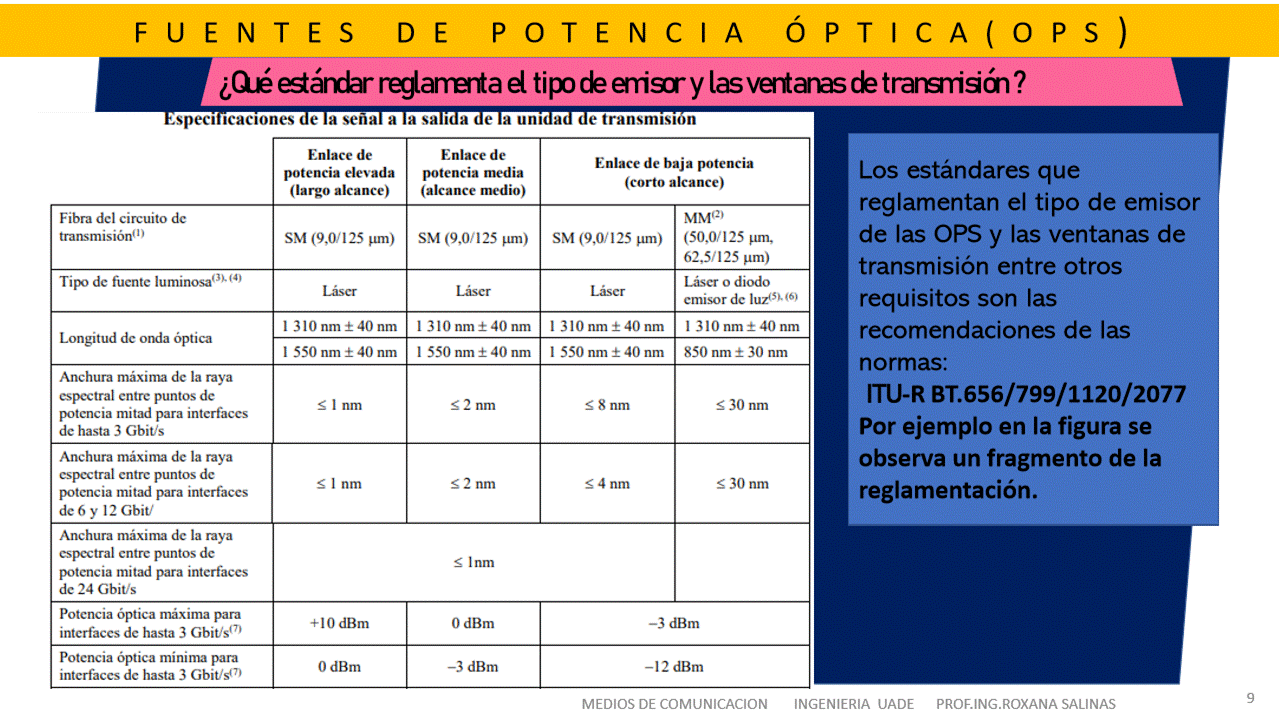 FUENTES DE POTENCIA ÓPTICA(OPS)
¿Qué estándar reglamenta el tipo de emisor y las ventanas de transmisión ?
Especificaciones de la señal a la salida de la unidad de transmisión
Enlace de
potencia elevada
(largo alcance)
Enlace de
potencia media
(alcance medio)
Enlace de baja potencia
(corto alcance)
Fibra del circuito de
transmisión(1)
SM (9,0/125 µm)
SM (9,0/125 µm)
SM (9,0/125 µm)
MM(2)
(50,0/125 µm,
62,5/125 µm)
Tipo de fuente luminosa(3), (4)
Láser
Láser
Láser
Láser o diodo
emisor de luz(5), (6)
Longitud de onda óptica
1 310 nm ± 40 nm
1 310 nm ± 40 nm
1 310 nm ± 40 nm
1 310 nm ± 40 nm
1 550 nm ± 40 nm
1 550 nm ± 40 nm
1 550 nm ± 40 nm
850 nm ± 30 nm
Anchura máxima de la raya
espectral entre puntos de
potencia mitad para interfaces
de hasta 3 Gbit/s
≤ 1 nm
≤ 2 nm
≤ 8 nm
≤ 30 nm
Anchura máxima de la raya
espectral entre puntos de
potencia mitad para interfaces
de 6 y 12 Gbit/
≤ 1 nm
≤ 2 nm
≤ 4 nm
≤ 30 nm
Anchura máxima de la raya
espectral entre puntos de
potencia mitad para interfaces
de 24 Gbit/s
≤ 1nm
Potencia óptica máxima para
interfaces de hasta 3 Gbit/s(7)
+10 dBm
0 dBm
–3 dBm
Potencia óptica mínima para
interfaces de hasta 3 Gbit/s(7)
0 dBm
–3 dBm
–12 dBm
Los estándares que
reglamentan el tipo de emisor
de las OPS y las ventanas de
transmisión entre otros
requisitos son las
recomendaciones de las
normas:
ITU-R BT.656/799/1120/2077
Por ejemplo en la figura se
observa un fragmento de la
reglamentación.
MEDIOS DE COMUNICACION INGENIERIA UADE PROF.ING.ROXANA SALINAS
9